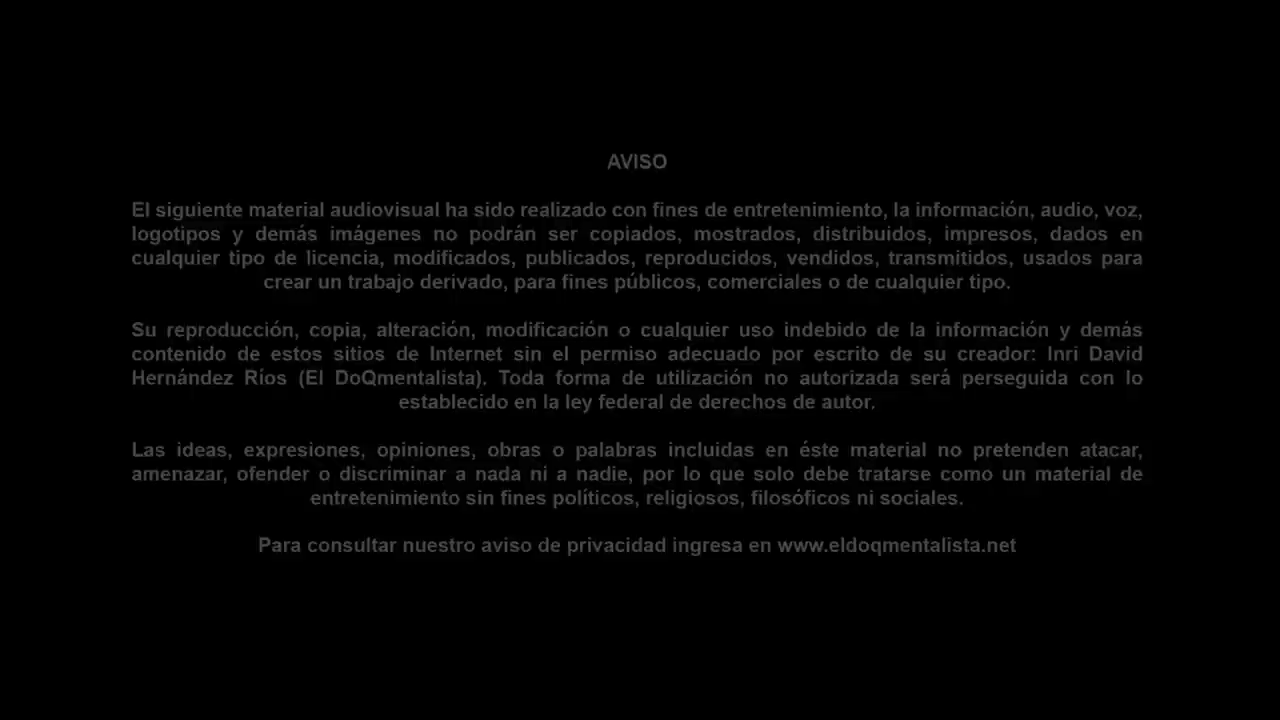 AVISO
El siguiente material audiovisual ha sido realizado con fines de entretenimiento, la información, audio, voz,
logotipos y demás imágenes no podrán ser copiados, mostrados, distribuidos, impresos, dados en
cualquier tipo de licencia, modificados, publicados, reproducidos, vendidos, transmitidos, usados para
crear un trabajo derivado, para fines públicos, comerciales o de cualquier tipo.
Su reproducción, copia, alteración, modificación o cualquier uso indebido de la información y demás
contenido de estos sitios de Internet sin el permiso adecuado por escrito de su creador: Inri David
Hernández Ríos (El DoQmentalista). Toda forma de utilización no autorizada será perseguida con lo
establecido en la ley federal de derechos de autor.
Las ideas, expresiones, opiniones, obras o palabras incluidas en éste material no pretenden atacar,
amenazar, ofender o discriminar a nada ni a nadie, por lo que solo debe tratarse como un material de
entretenimiento sin fines políticos, religiosos, filosóficos ni sociales.
Para consultar nuestro aviso de privacidad ingresa en www.eldoqmentalista.net